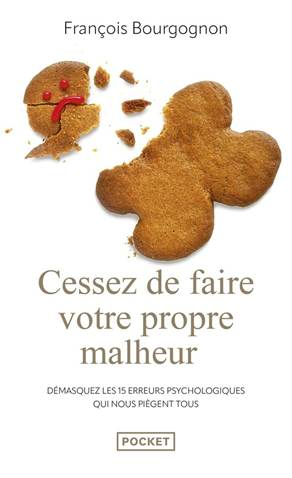 François Bourgognon
Cessez de faire
votre propre
malheur
DÉMASQUEZ LES 15 ERREURS PSYCHOLOGIQUES
QUI NOUS PIÈGENT TOUS
POCKET